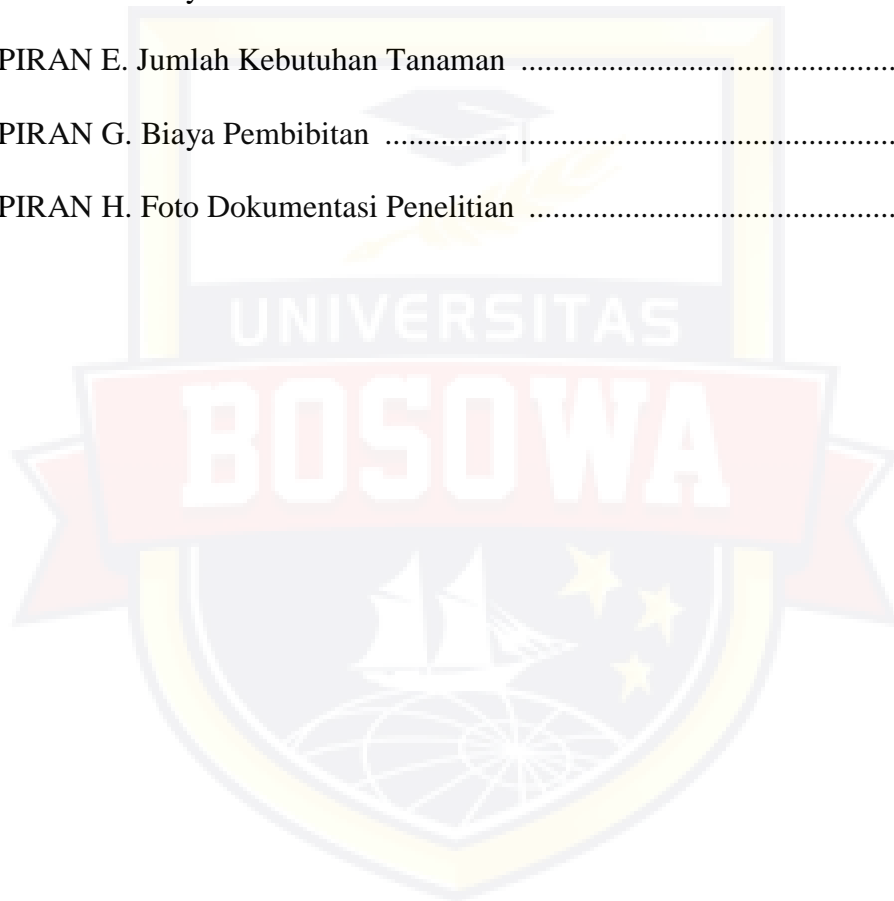 PIRAN E. Jumlah Kebutuhan Tanaman ..........................................................
PIRAN G. Biaya Pembibitan ...............................................................................
PIRAN H. Foto Dokumentasi Penelitian .........................................................
UNIVERSITAS
BOSOWA